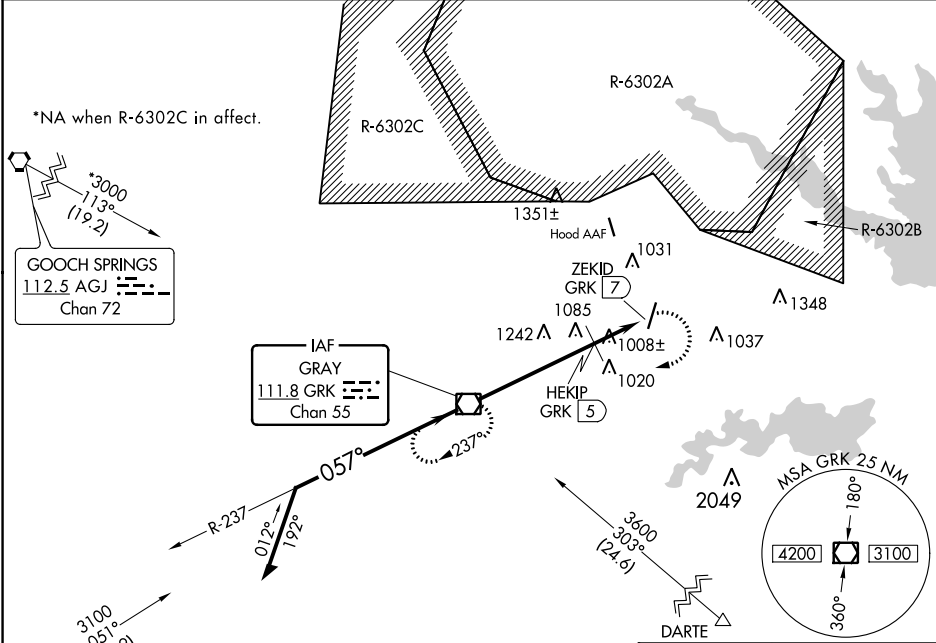 R-6302A
*NA when R-6302C in affect.
R-6302C
*3000
113°
(19.2)
1351±
Hood AAF
R-6302B
1031
GOOCH SPRINGS
112.5 AGJ
Chan 72
ZEKID
GRK 7
1348
1085
1242
1008±
1037
IAF
GRAY
111.8 GRK
Chan 55
1020
HEKIP
GRK 5
237°
057°
MSA GRK 25 NM
2049
180°
R-237
012°
192°
3600
303°
(24.6)
4200
3100
360°
3100
051°
DARTE